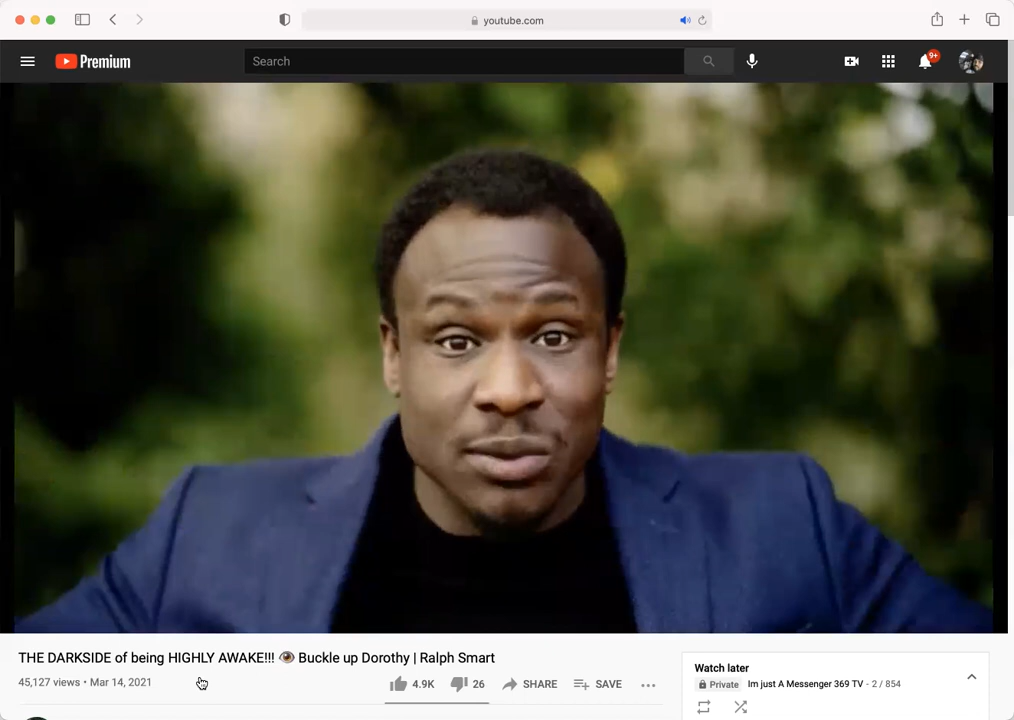 youtube.com
Premium
Search
9+
THE DARKSIDE of being HIGHLY AWAKE!!! 👁 Buckle up Dorothy | Ralph Smart
45,127 views • Mar 14, 2021
4.9K 26 SHARE SAVE
Watch later
Private Im just A Messenger 369 TV - 2 / 854